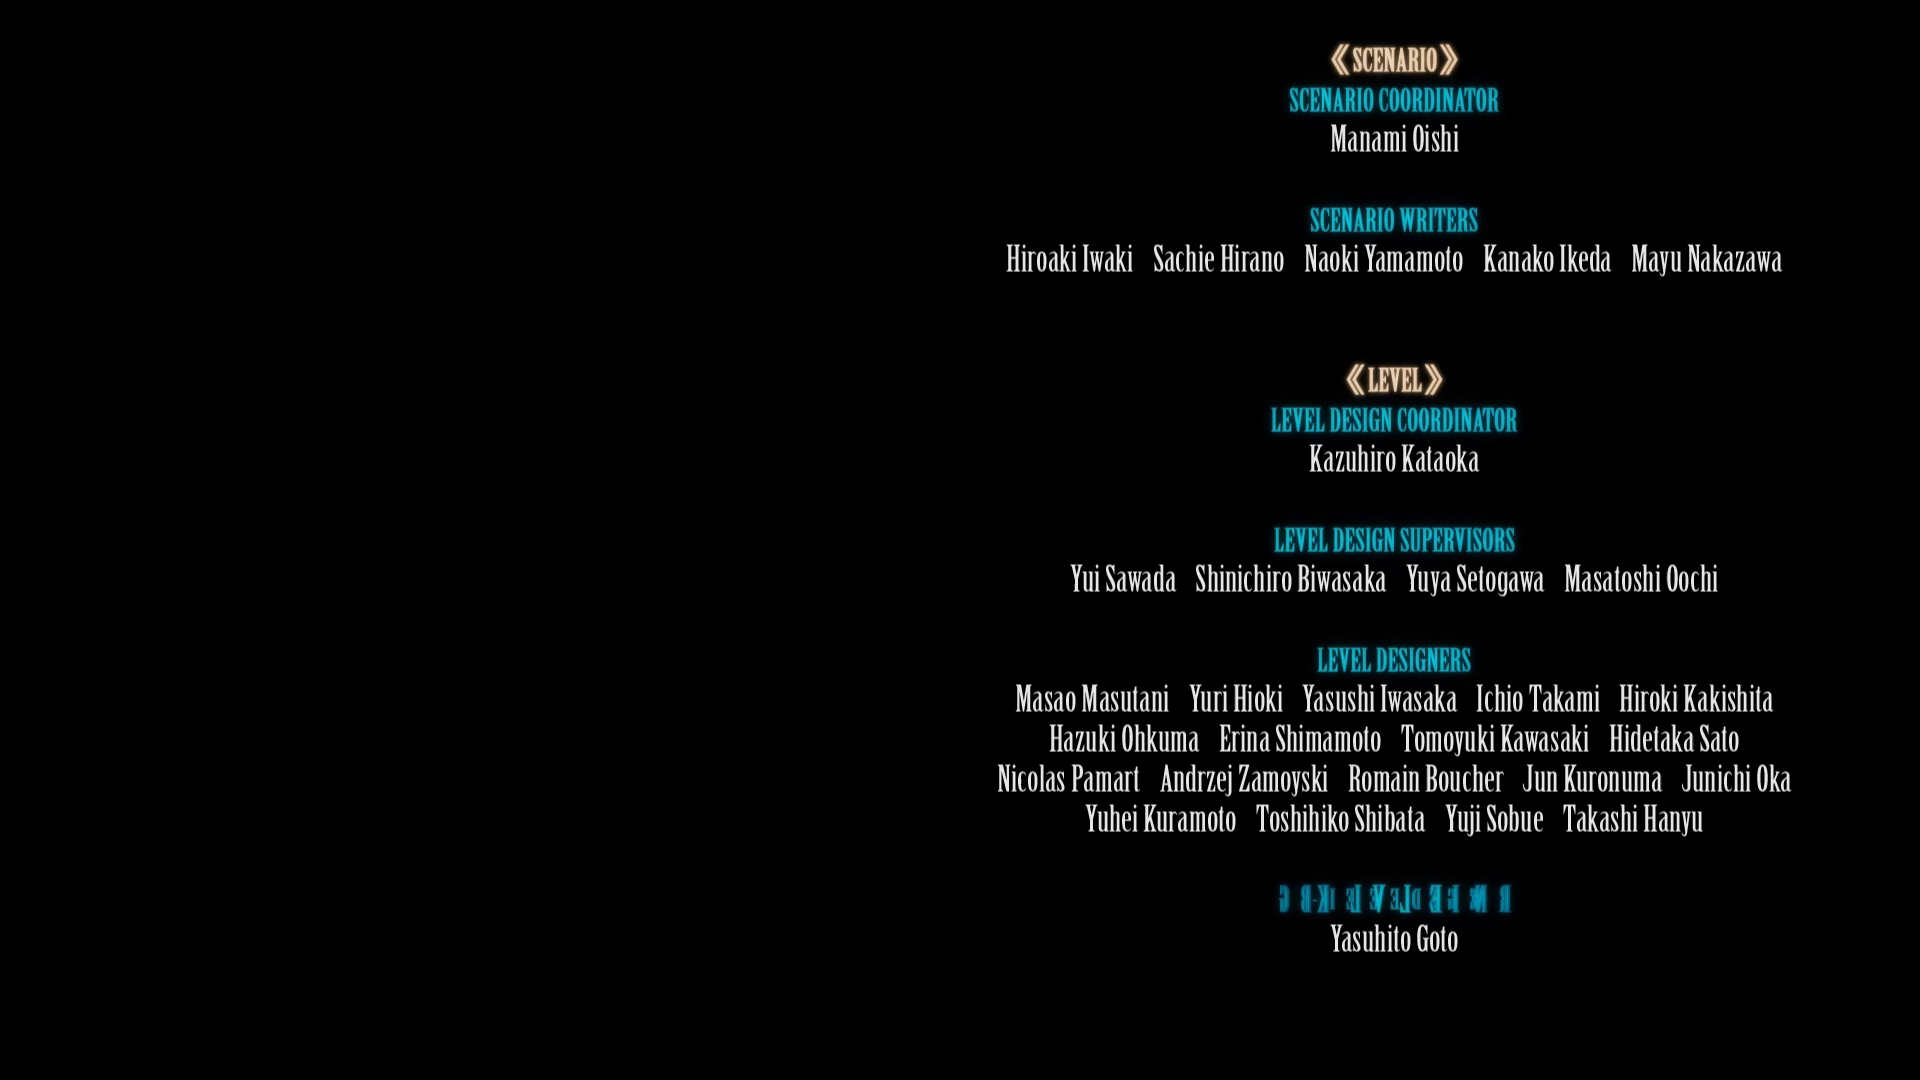 《SCENARIO》
SCENARIO COORDINATOR
Manami Oishi
SCENARIO WRITERS
Hiroaki Iwaki Sachie Hirano Naoki Yamamoto Kanako Ikeda Mayu Nakazawa
《LEVEL》
LEVEL DESIGN COORDINATOR
Kazuhiro Kataoka
LEVEL DESIGN SUPERVISORS
Yui Sawada Shinichiro Biwasaka Yuya Setogawa Masatoshi Oochi
LEVEL DESIGNERS
Masao Masutani Yuri Hioki Yasushi Iwasaka Ichio Takami Hiroki Kakishita
Hazuki Ohkuma Erina Shimamoto Tomoyuki Kawasaki Hidetaka Sato
Nicolas Pamart Andrzej Zamoyski Romain Boucher Jun Kuronuma Junichi Oka
Yuhei Kuramoto Toshihiko Shibata Yuji Sobue Takashi Hanyu
Yasuhito Goto